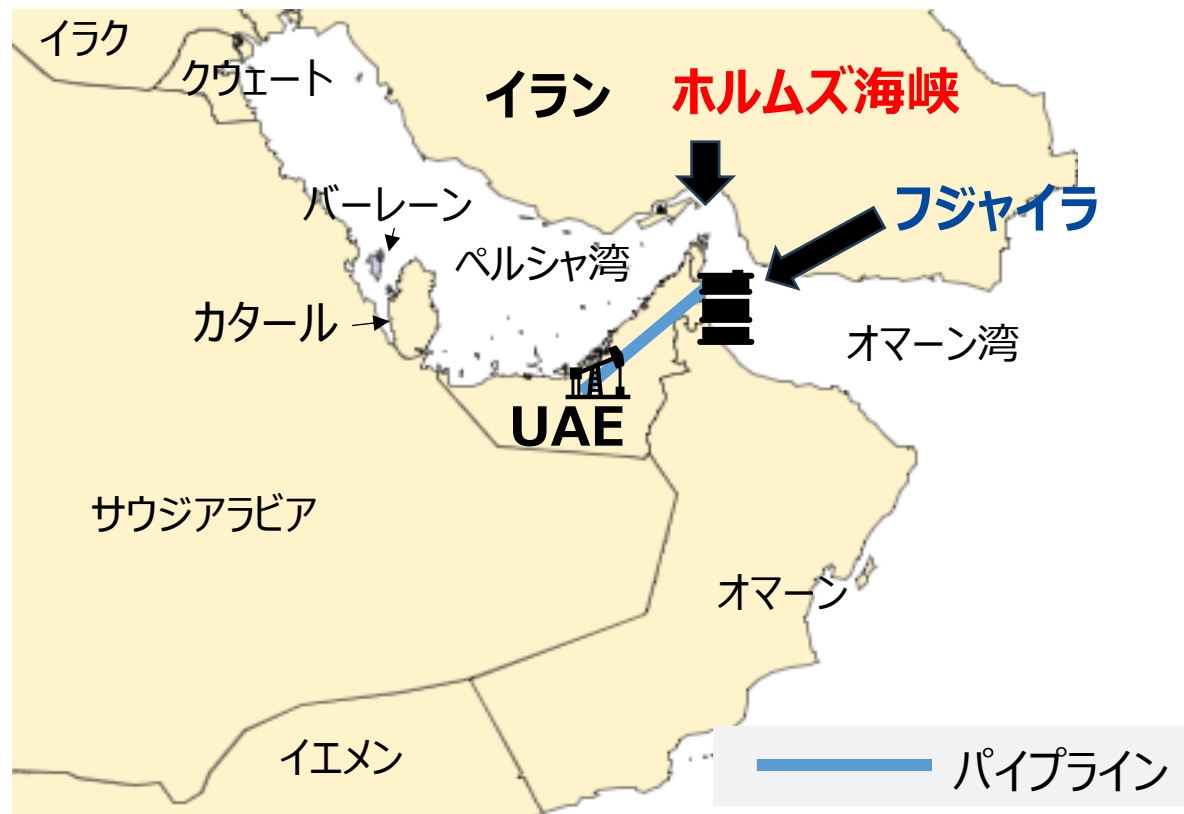 イラク
クウェート
イラン
ホルムズ海峡
バーレーン
フジャイラ
ペルシャ湾
カタール
オマーン湾
UAE
サウジアラビア
オマーン
イエメン
パイプライン